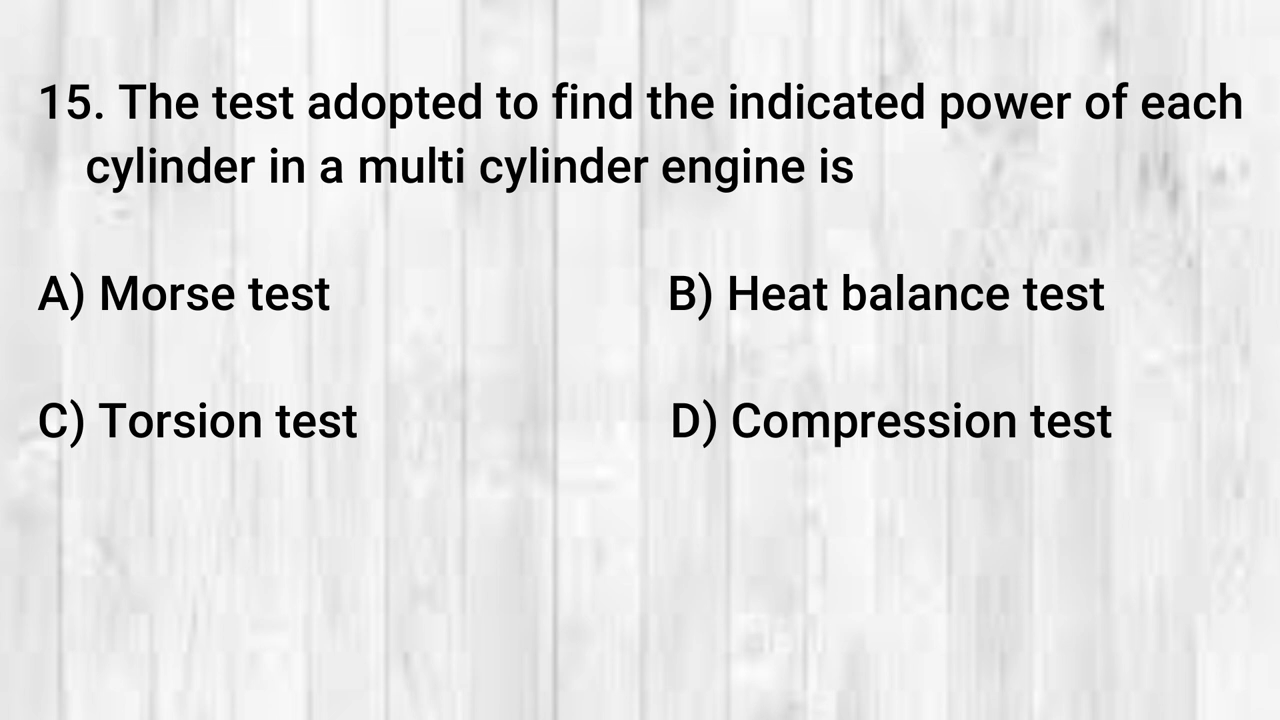 15. The test adopted to find the indicated power of each
cylinder in a multi cylinder engine is
A) Morse test B) Heat balance test
C) Torsion test D) Compression test